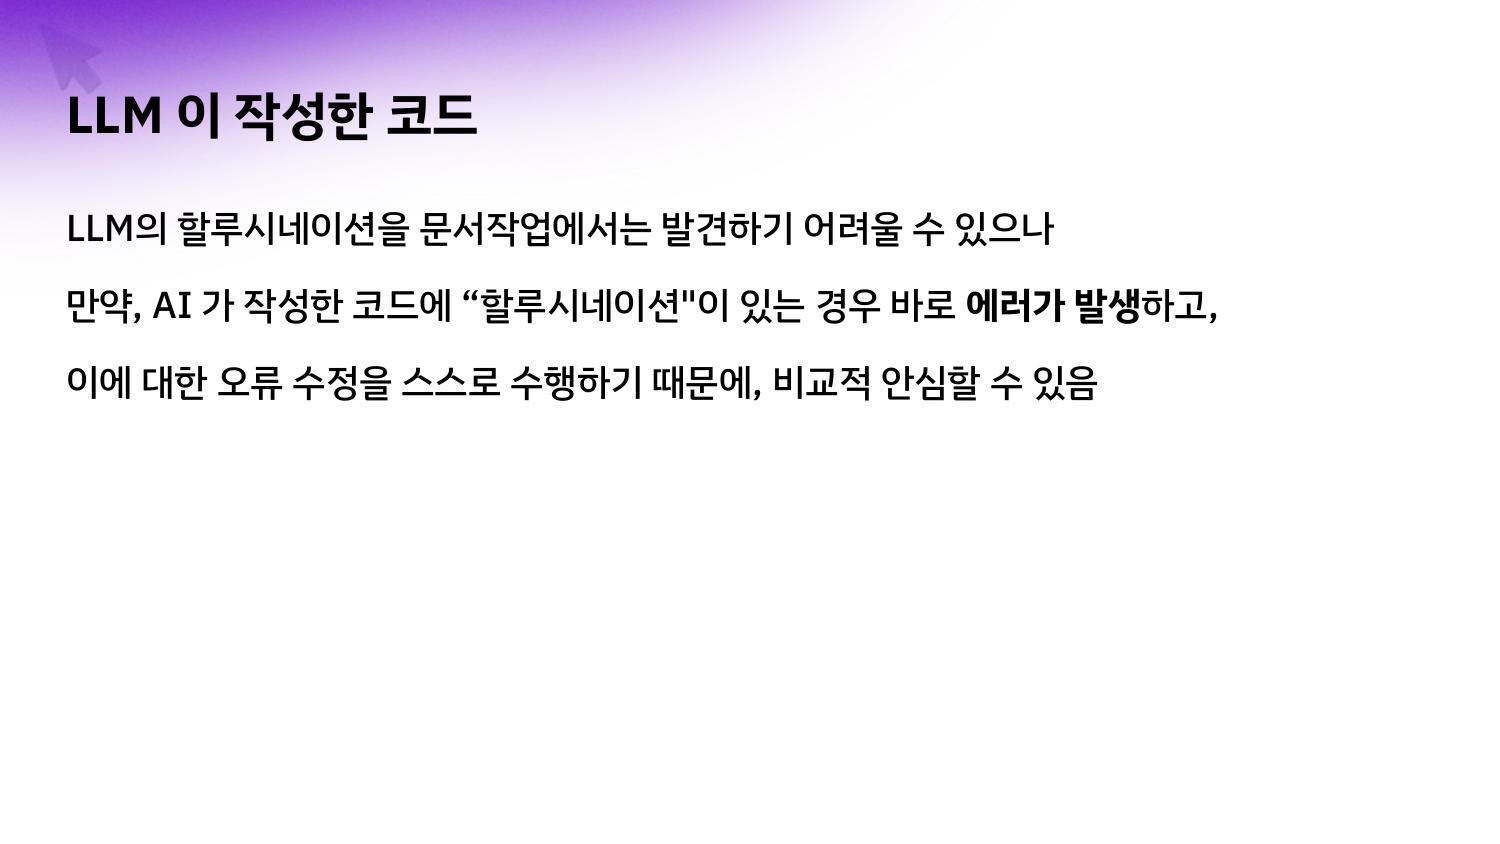 LLM 이 작성한 코드
LLM의 할루시네이션을 문서작업에서는 발견하기 어려울 수 있으나
만약, AI 가 작성한 코드에 “할루시네이션"이 있는 경우 바로 에러가 발생하고,
이에 대한 오류 수정을 스스로 수행하기 때문에, 비교적 안심할 수 있음